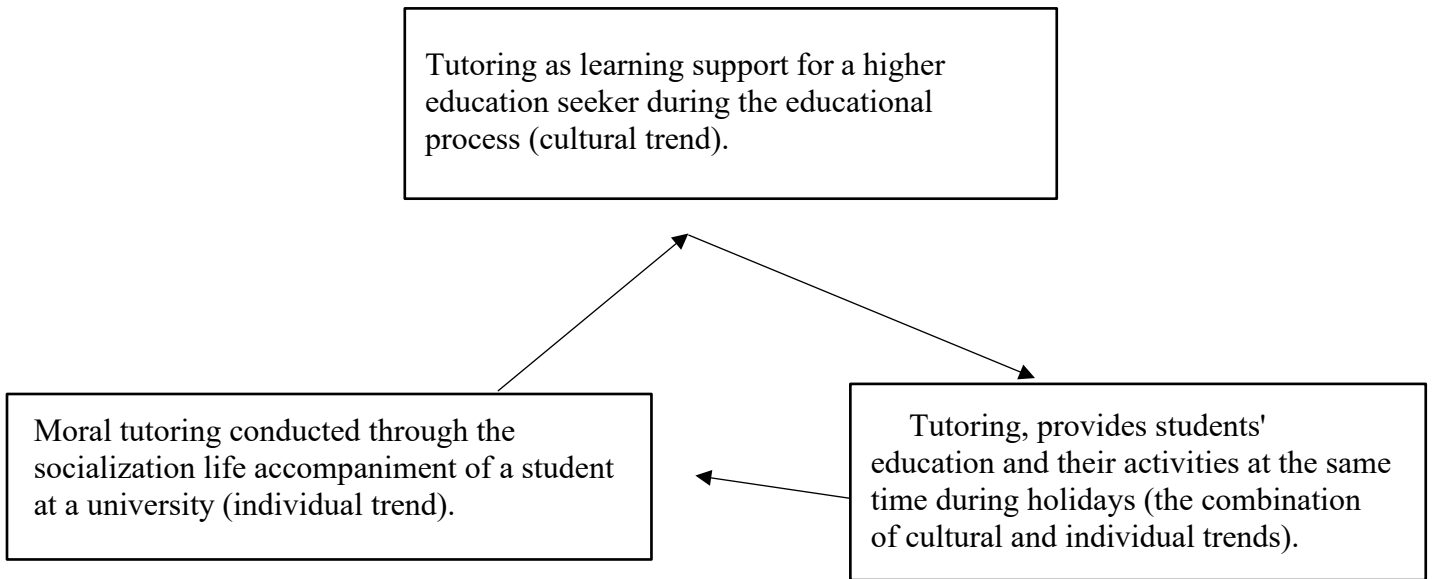 Tutoring as learning support for a higher
education seeker during the educational
process (cultural trend).
Moral tutoring conducted through the
socialization life accompaniment of a student
at a university (individual trend).
Tutoring, provides students'
education and their activities at the same
time during holidays (the combination
of cultural and individual trends).